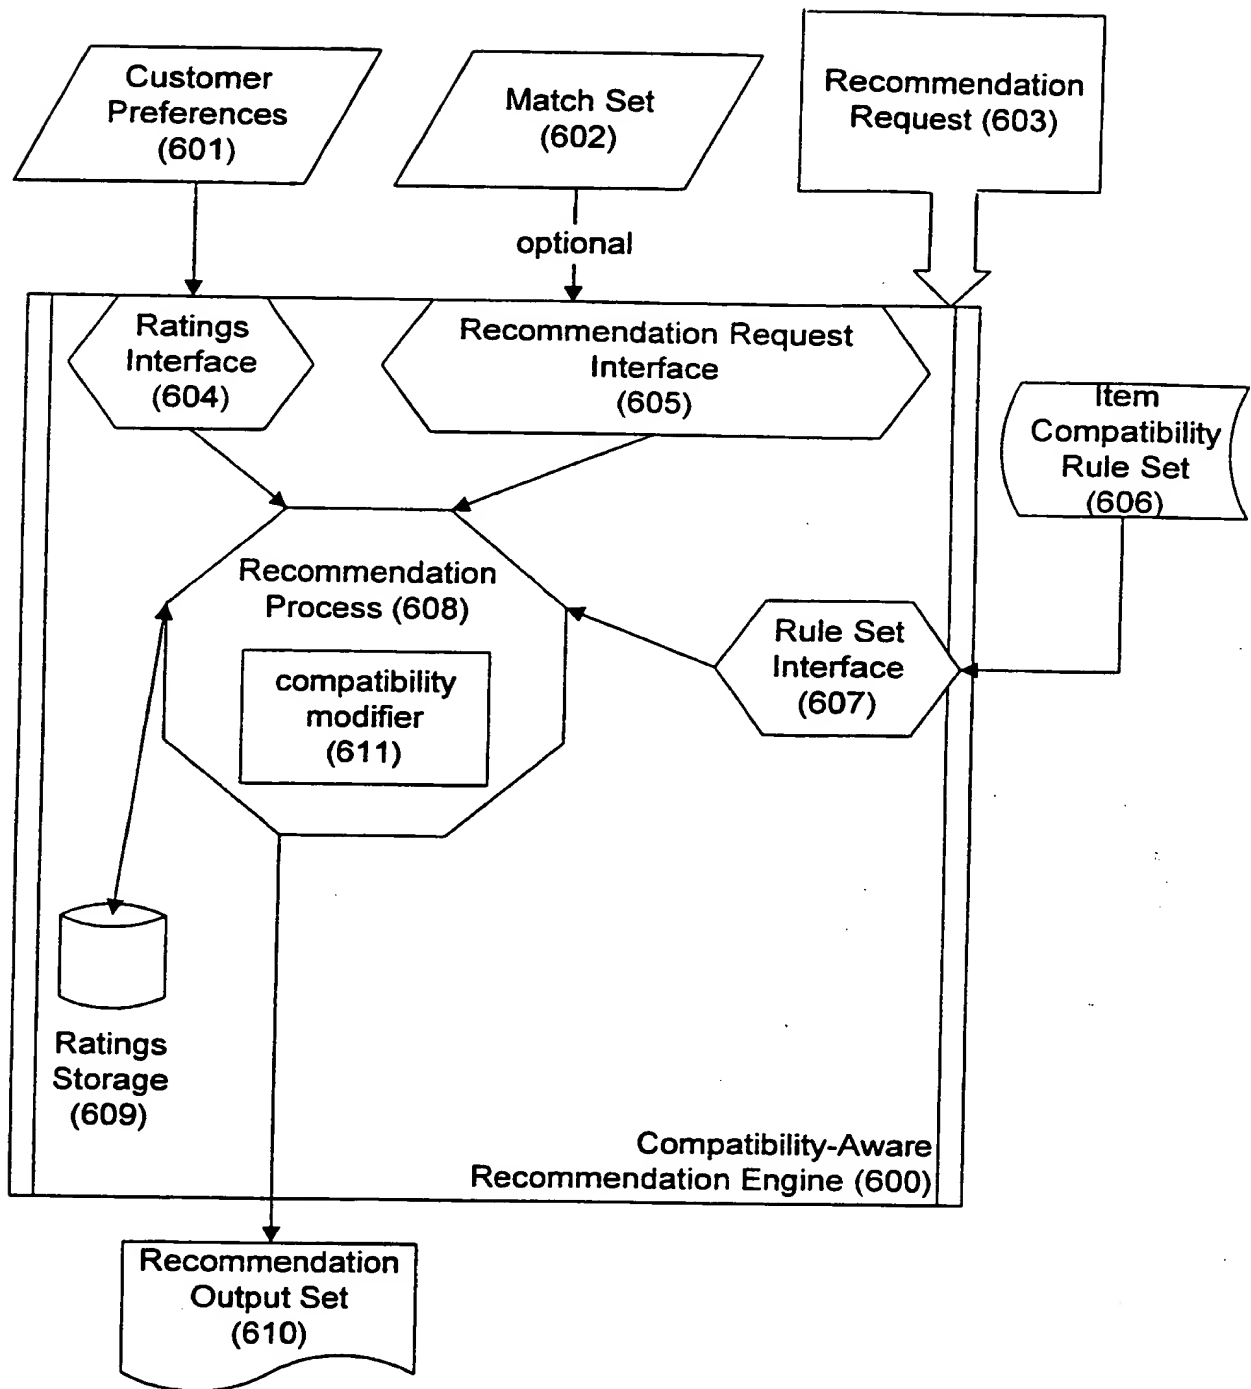 Customer
Preferences
(601)
Match Set
(602)
Recommendation
Request (603)
optional
Ratings
Interface
(604)
Recommendation Request
Interface
(605)
Item
Compatibility
Rule Set
(606)
Recommendation
Process (608)
compatibility
modifier
(611)
Rule Set
Interface
(607)
Ratings
Storage
(609)
Compatibility-Aware
Recommendation Engine (600)
Recommendation
Output Set
(610)